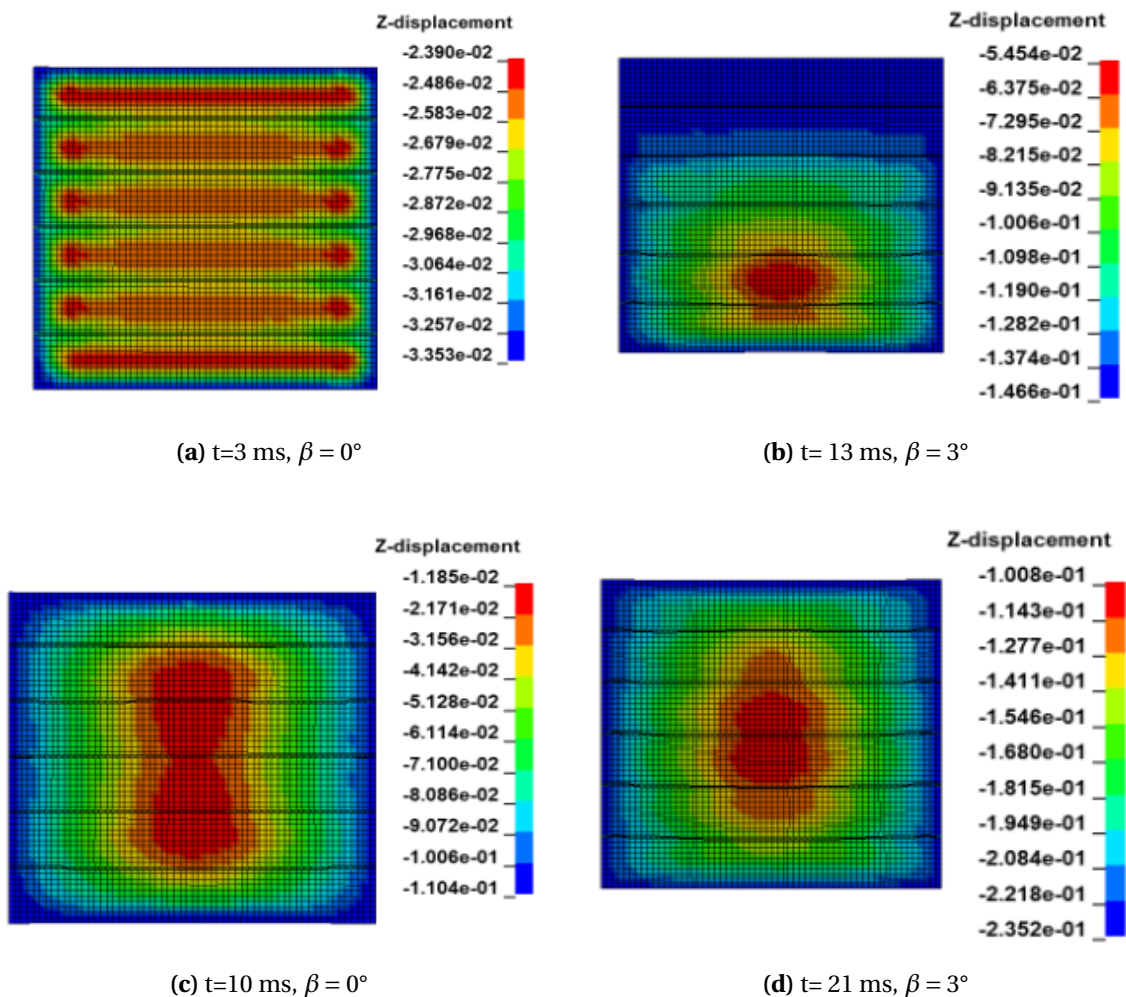 Z-displacement
-2.390e-02
-2.486e-02
-2.583e-02
-2.679e-02
-2.775e-02
-2.872e-02
-2.968e-02
-3.064e-02
-3.161e-02
-3.257e-02
-3.353e-02
(a) t=3 ms, β = 0°
Z-displacement
-5.454e-02
-6.375e-02
-7.295e-02
-8.215e-02
-9.135e-02
-1.006e-01
-1.098e-01
-1.190e-01
-1.282e-01
-1.374e-01
-1.466e-01
(b) t= 13 ms, β = 3°
Z-displacement
-1.185e-02
-2.171e-02
-3.156e-02
-4.142e-02
-5.128e-02
-6.114e-02
-7.100e-02
-8.086e-02
-9.072e-02
-1.006e-01
-1.104e-01
(c) t=10 ms, β = 0°
Z-displacement
-1.008e-01
-1.143e-01
-1.277e-01
-1.411e-01
-1.546e-01
-1.680e-01
-1.815e-01
-1.949e-01
-2.084e-01
-2.218e-01
-2.352e-01
(d) t= 21 ms, β = 3°